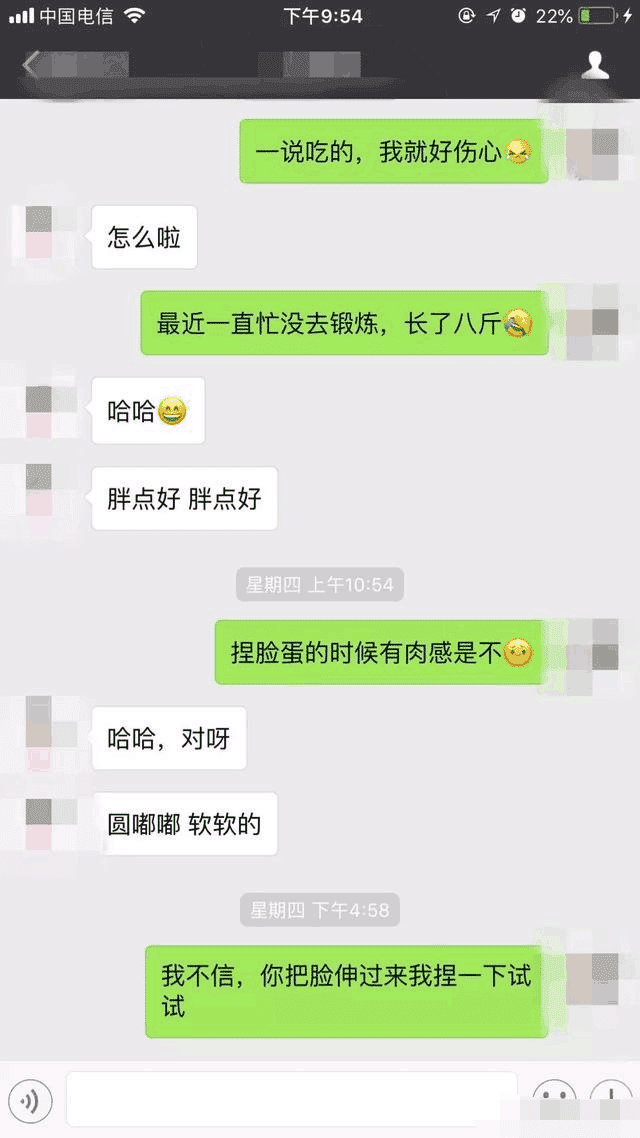 中国电信
下午9:54
22%
一说吃的，我就好伤心
怎么啦
最近一直忙没去锻炼，长了八斤
哈哈
胖点好 胖点好
星期四 上午10:54
捏脸蛋的时候有肉感是不
哈哈，对呀
圆嘟嘟 软软的
星期四 下午4:58
我不信，你把脸伸过来我捏一下试
试